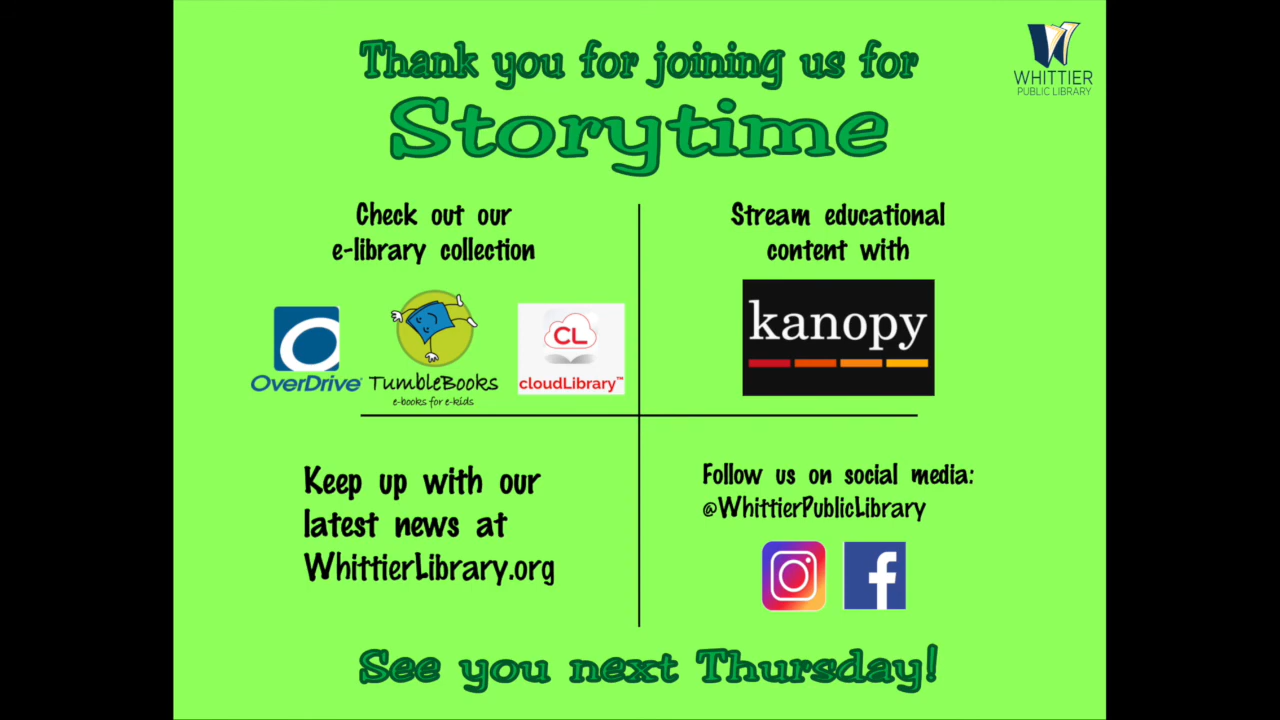 Thank you for joining us for
Storytime
WHITTIER
PUBLIC LIBRARY
Check out our
e-library collection
OverDrive®
TumbleBooks
e-books for e-kids
CL
cloudLibrary™
Stream educational
content with
kanopy
Keep up with our
latest news at
WhittierLibrary.org
Follow us on social media:
@WhittierPublicLibrary
See you next Thursday!